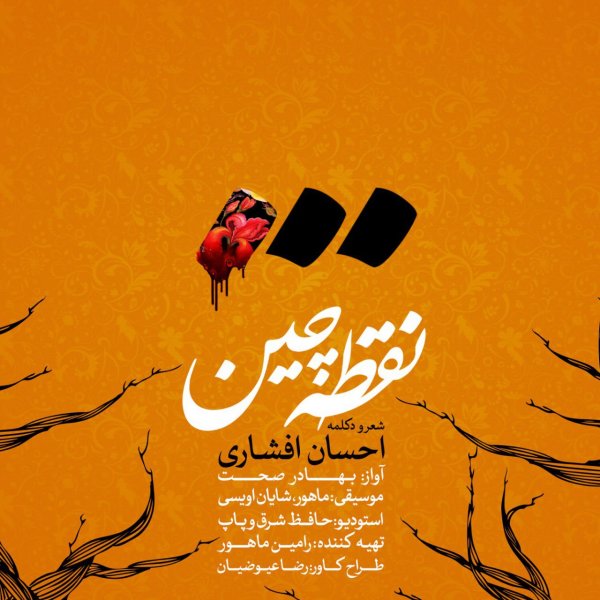 نقطه چین
شعر و دکلمه
احسان افشاری
آواز: بهادر صحت
موسیقی: ماهور، شایان اویسی
استودیو: حافظ شرق و پاپ
تهیه کننده: رامین ماهور
طراح کاور: رضا عیوضیان